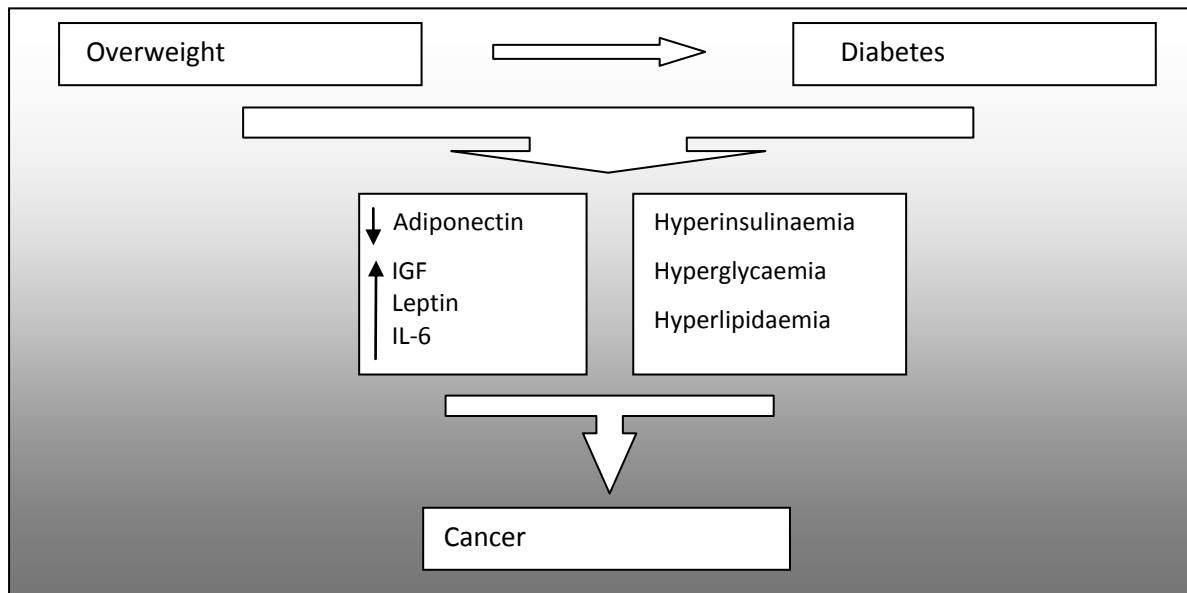 Overweight
Diabetes
Adiponectin
IGF
Leptin
IL-6
Hyperinsulinaemia
Hyperglycaemia
Hyperlipidaemia
Cancer